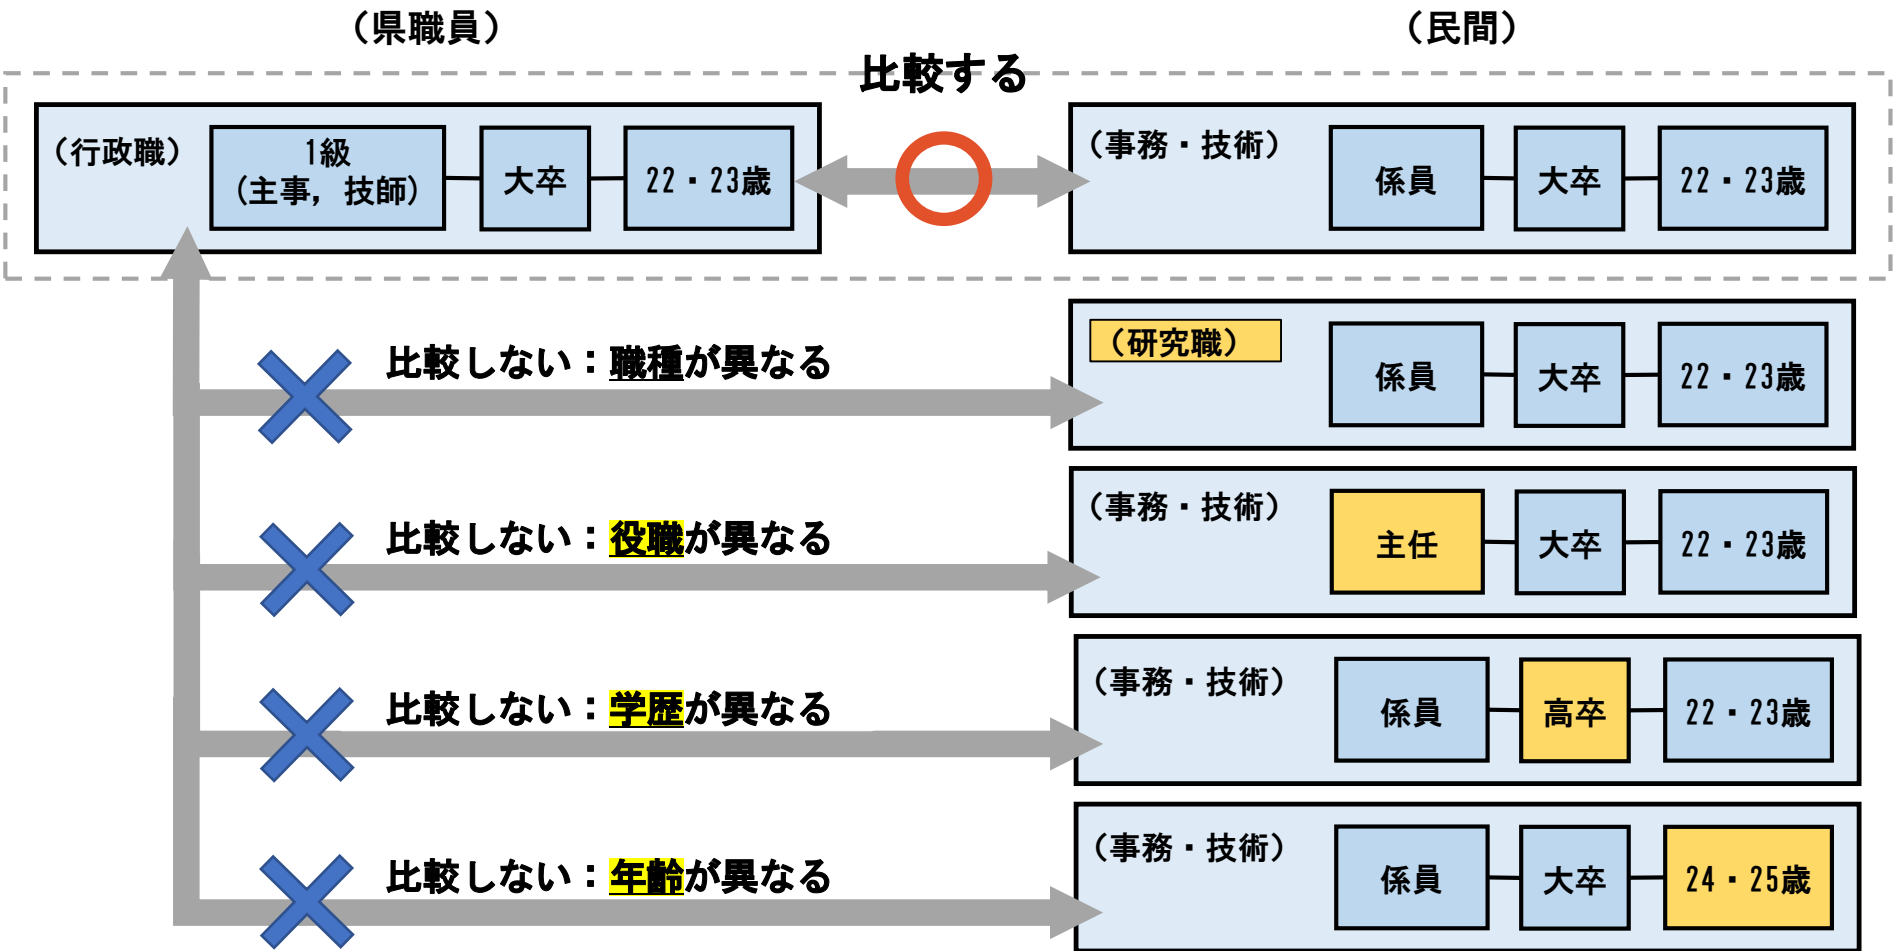 （県職員）
（民間）
比較する
（行政職）
1級
（主事，技師）
大卒
22・23歳
（事務・技術）
係員
大卒
22・23歳
比較しない：職種が異なる
（研究職）
係員
大卒
22・23歳
比較しない：役職が異なる
（事務・技術）
主任
大卒
22・23歳
比較しない：学歴が異なる
（事務・技術）
係員
高卒
22・23歳
比較しない：年齢が異なる
（事務・技術）
係員
大卒
24・25歳